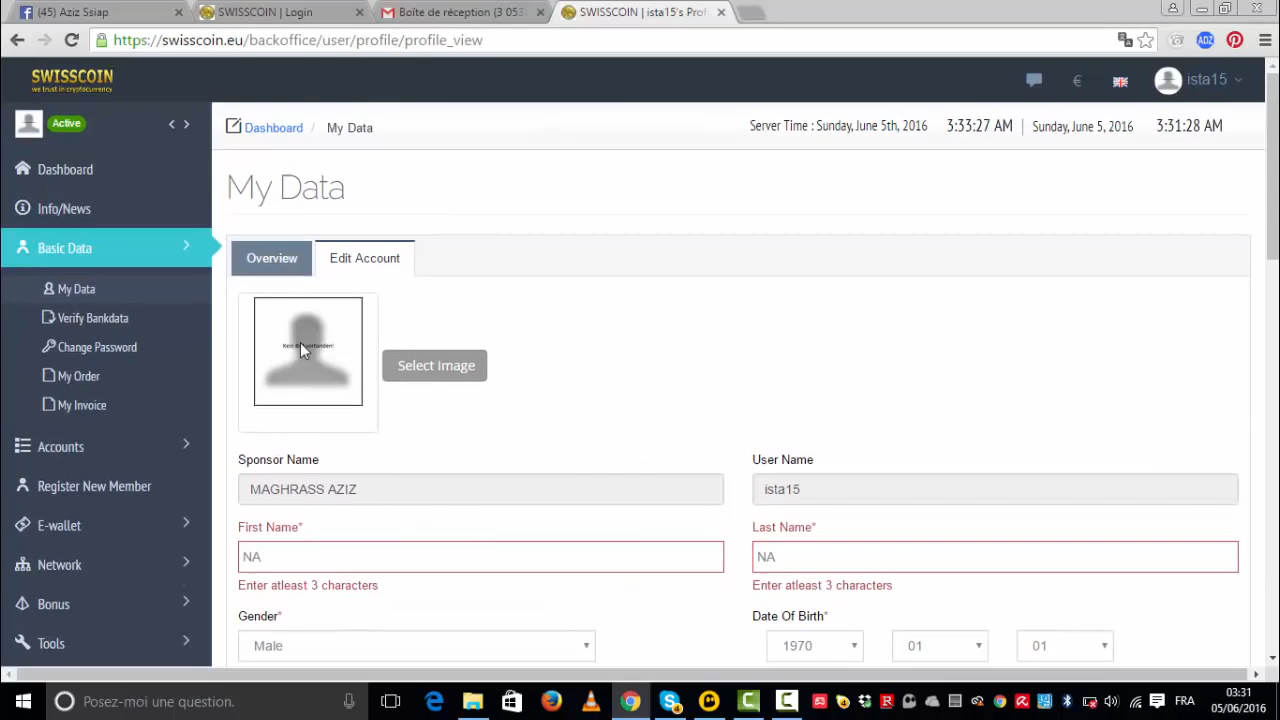 Aziz Ssiap
SWISSCOIN | Login
Boîte de réception (3 053
SWISSCOIN | ista15's Prof
https://swisscoin.eu/backoffice/user/profile/profile_view
SWISSCOIN
we trust in cryptocurrency
€
ista15
Active
Dashboard / My Data
Server Time : Sunday, June 5th, 2016 3:33:27 AM | Sunday, June 5, 2016 3:31:28 AM
Dashboard
Info/News
Basic Data
My Data
Verify Bankdata
Change Password
My Order
My Invoice
Accounts
Register New Member
E-wallet
Network
Bonus
Tools
My Data
Overview
Edit Account
Select Image
Sponsor Name
MAGHRASS AZIZ
User Name
ista15
First Name*
NA
Enter atleast 3 characters
Last Name*
NA
Enter atleast 3 characters
Gender*
Male
Date Of Birth*
1970 01 01
Posez-moi une question.
FRA
03:31
05/06/2016